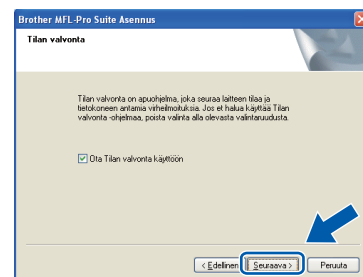 Brother MFL-Pro Suite Asennus
Tilan valvonta
Tilan valvonta on apuohjelma, joka seuraa laitteen tilaa ja
tietokoneen antamia virheilmoituksia. Jos et halua käyttää Tilan
valvonta -ohjelmaa, poista valinta alla olevasta valintaruudusta.
Ota Tilan valvonta käyttöön
< Edellinen Seuraava > Peruuta